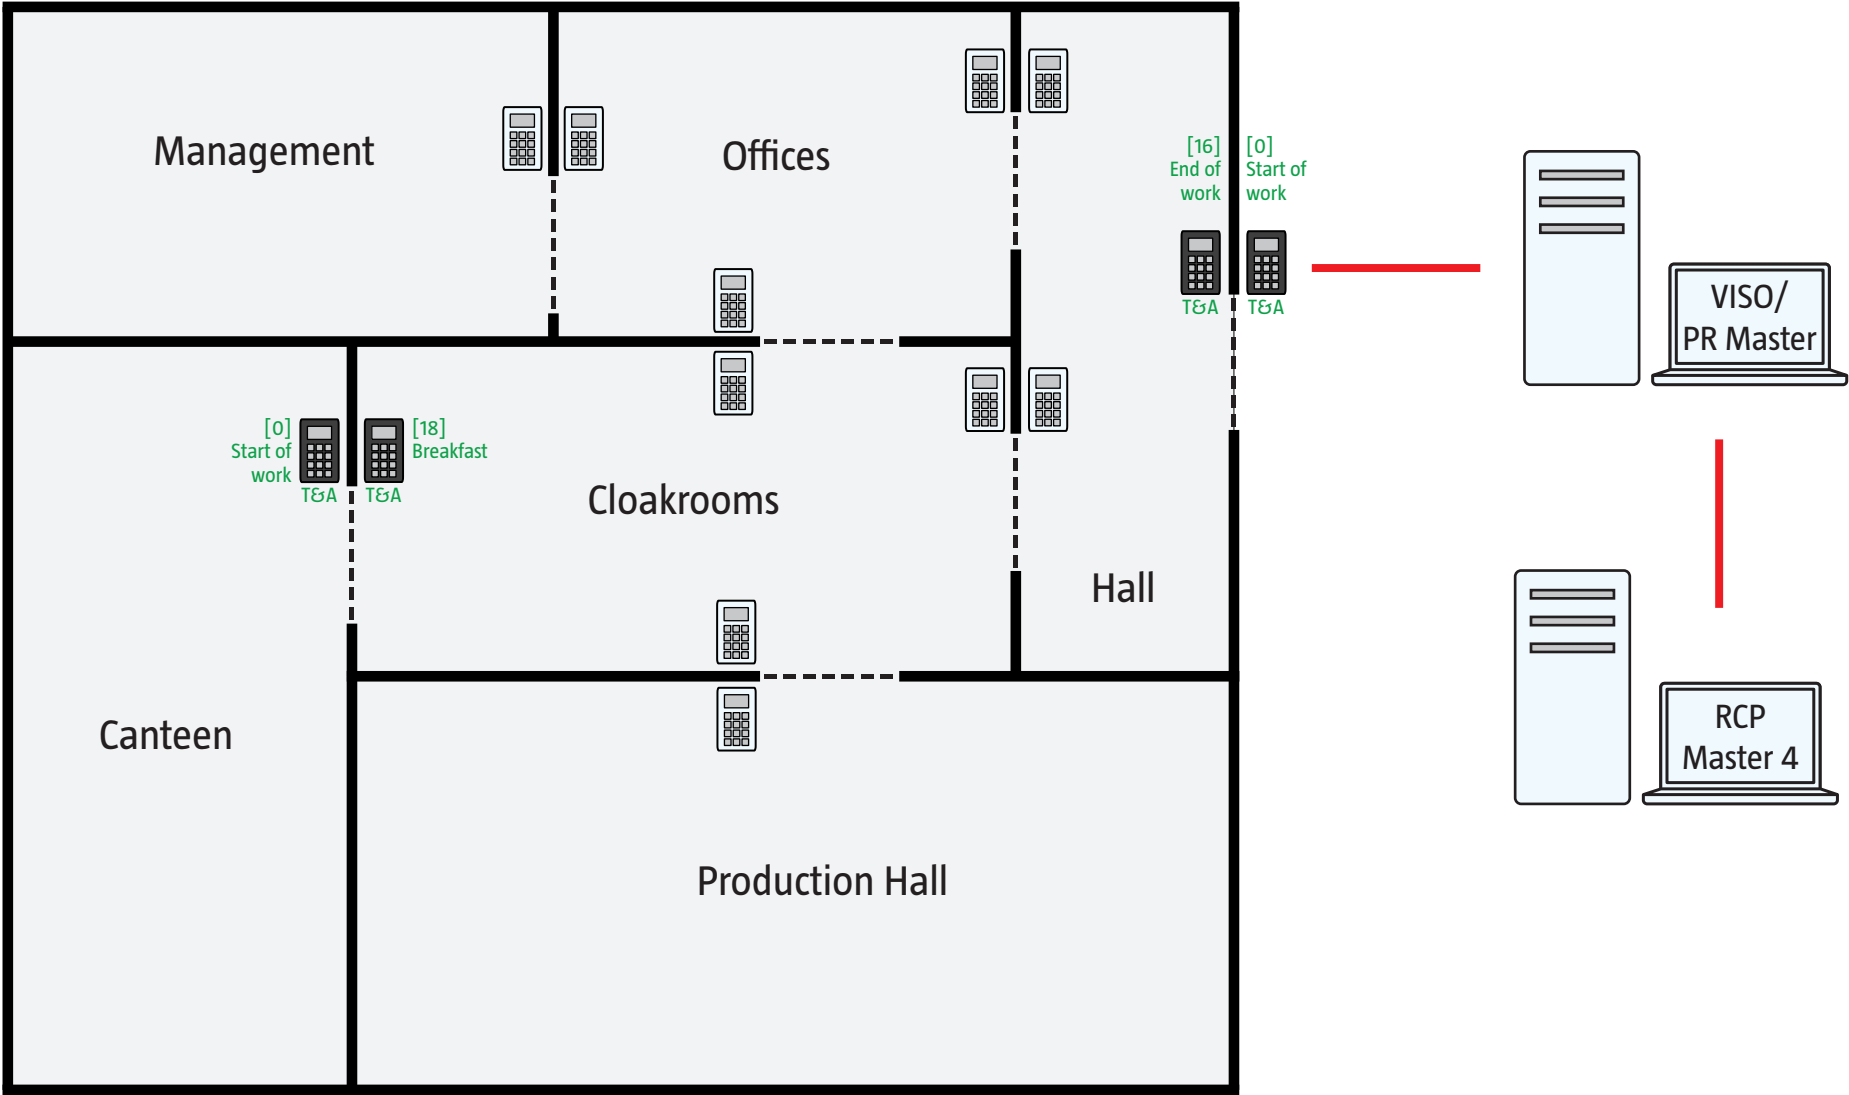 Management
Offices
[16]
End of
work
[0]
Start of
work
T&A
T&A
VISO/
PR Master
[0]
Start of
work
T&A
[18]
Breakfast
T&A
Cloakrooms
Hall
Canteen
RCP
Master 4
Production Hall